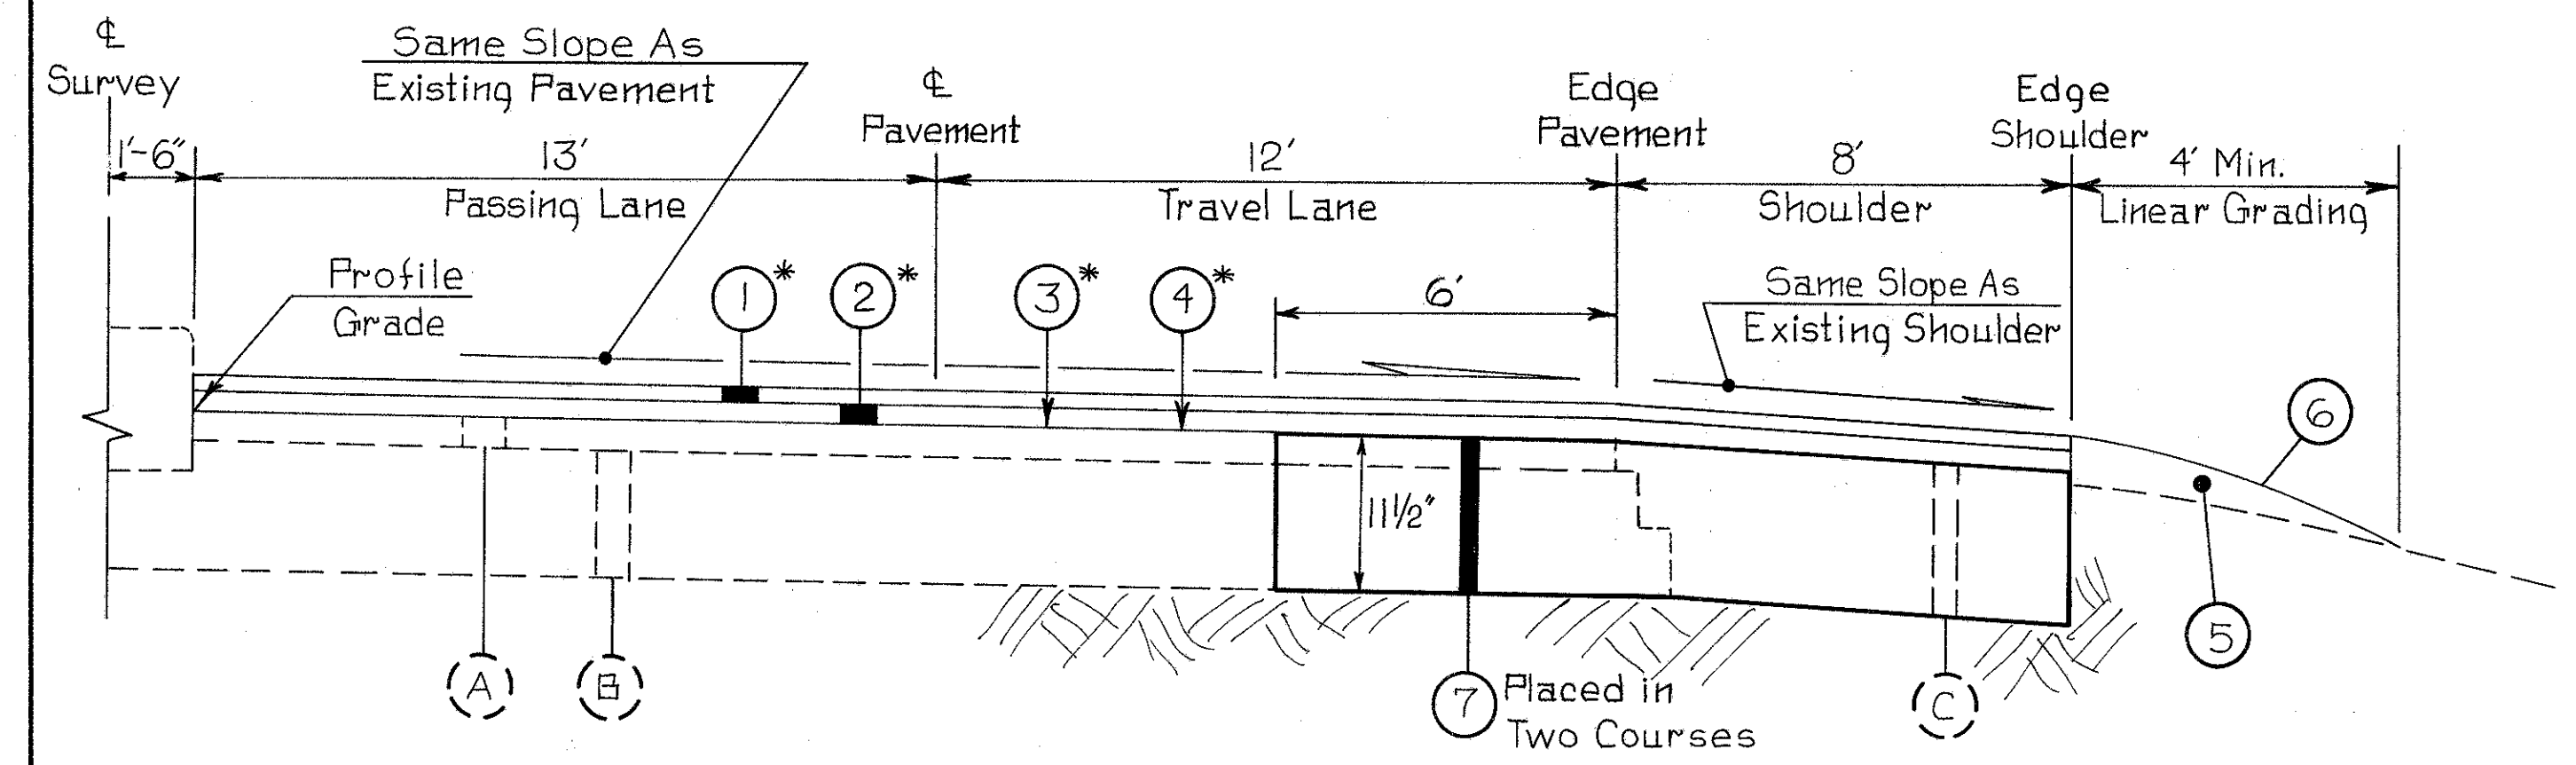 ℄
Survey
Same Slope As
Existing Pavement
℄
Pavement
Edge
Pavement
Edge
Shoulder
1'-6"
13'
12'
8'
4' Min.
Passing Lane
Travel Lane
Shoulder
Linear Grading
Profile
Grade
1*
2*
3*
4*
6'
Same Slope As
Existing Shoulder
6
11½"
5
A
B
7
Placed in
Two Courses
C